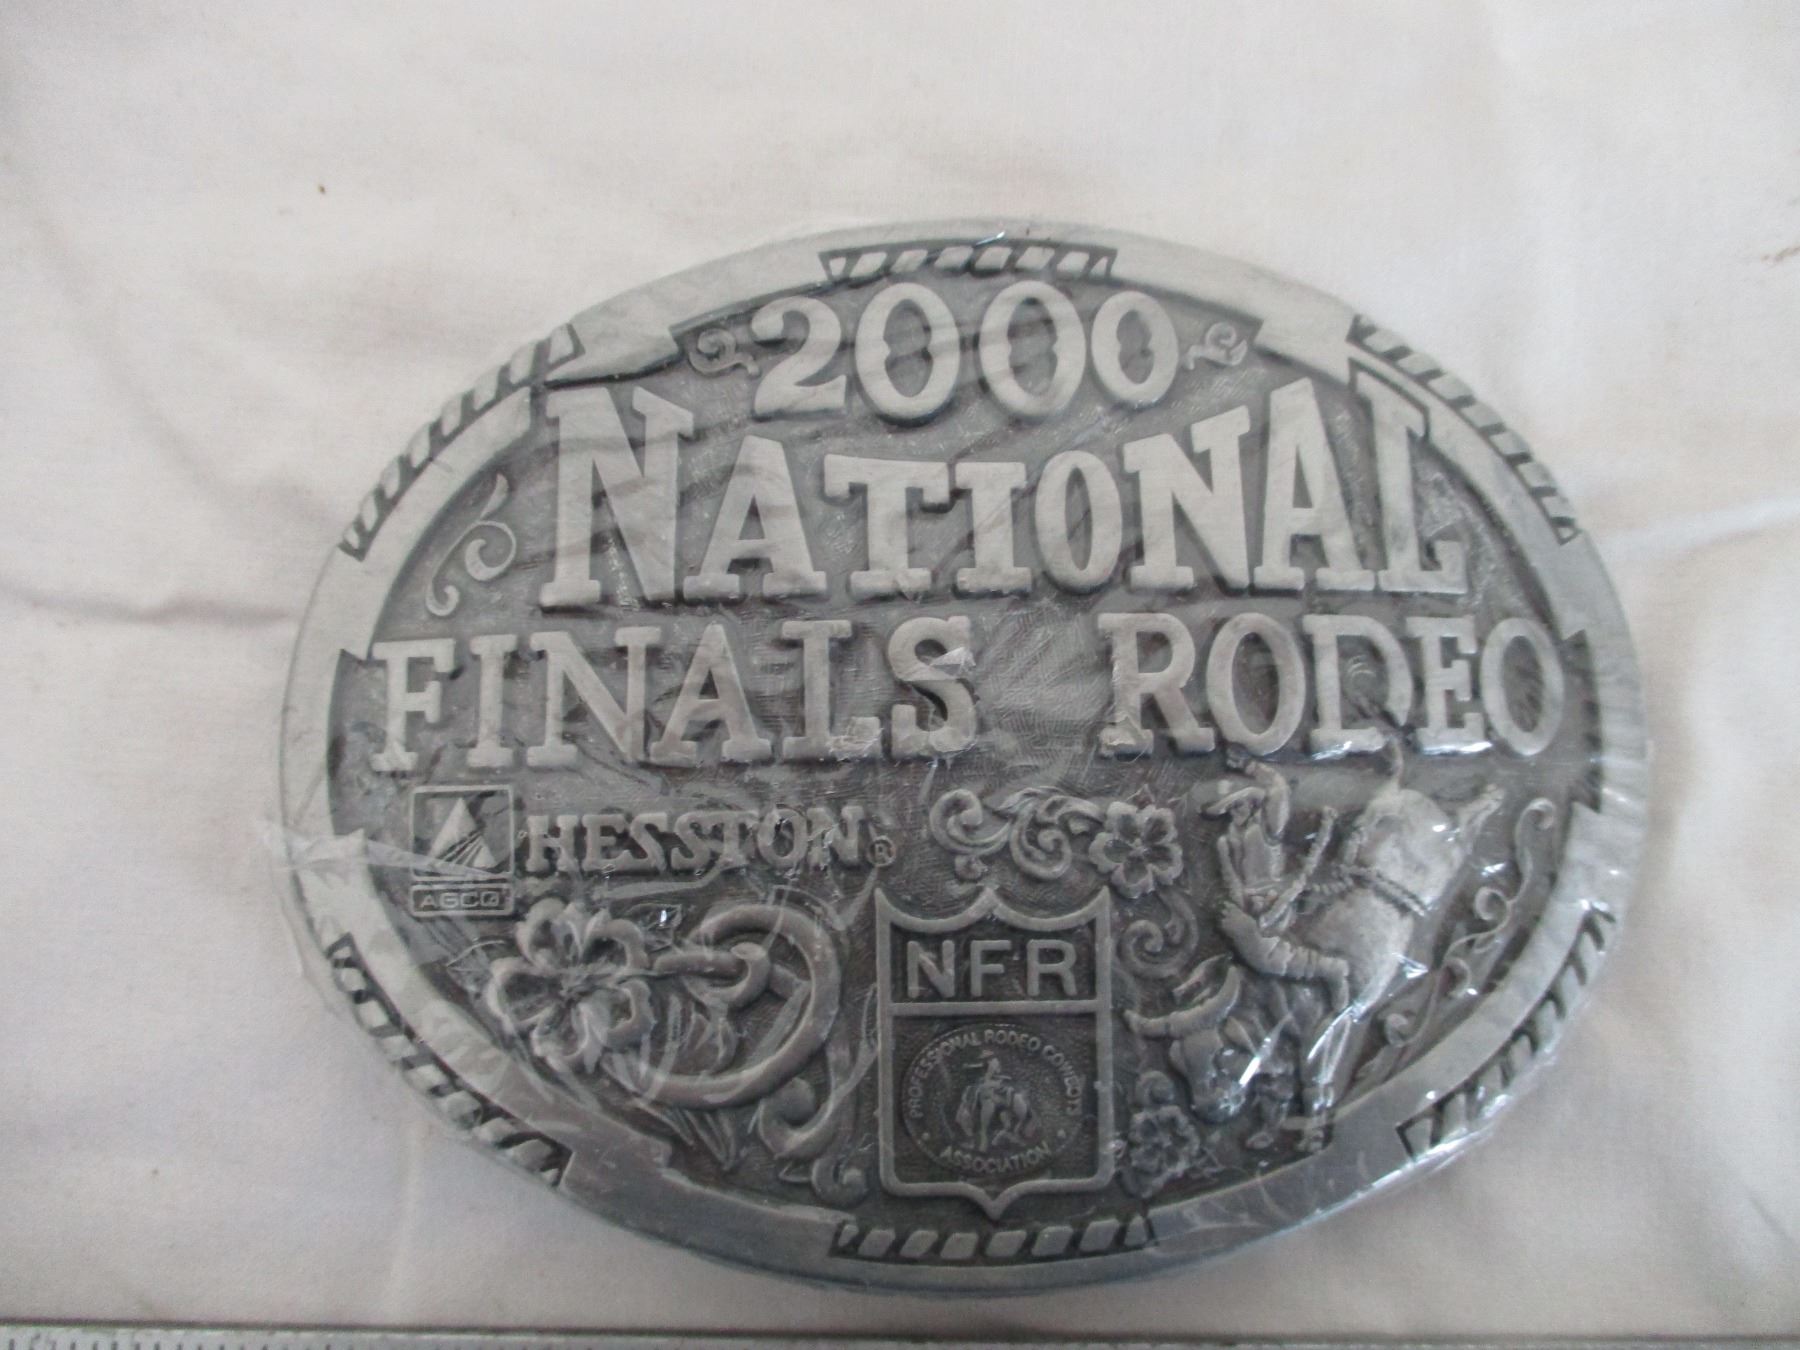 2000
NATIONAL
FINALS RODEO
HESSTON®
AGCO
NFR
PROFESSIONAL RODEO COWBOYS
ASSOCIATION